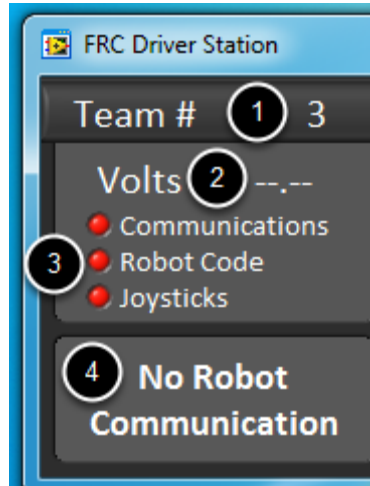 FRC Driver Station
Team # 1 3
Volts 2 --.--
Communications
3 Robot Code
Joysticks
4 No Robot
Communication